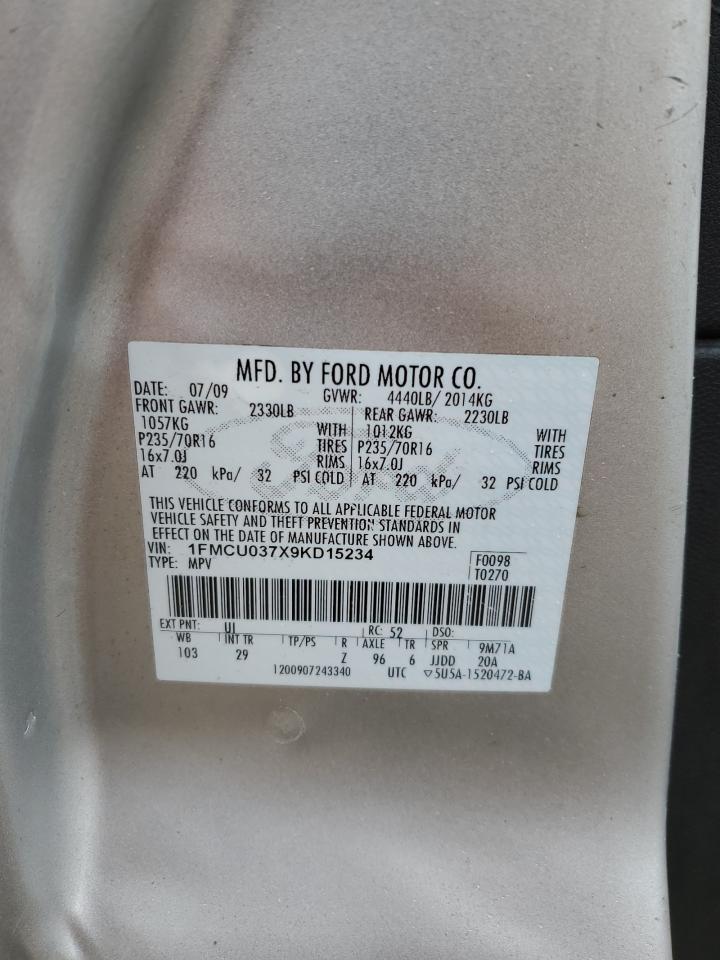 MFD. BY FORD MOTOR CO.
DATE: 07/09 GVWR: 4440LB/ 2014KG
FRONT GAWR: 2330LB REAR GAWR: 2230LB
1057KG WITH 1012KG WITH
P235/70R16 TIRES P235/70R16 TIRES
16x7.0J RIMS 16x7.0J RIMS
AT 220 kPa/ 32 PSI COLD AT 220 kPa/ 32 PSI COLD
Ford
THIS VEHICLE CONFORMS TO ALL APPLICABLE FEDERAL MOTOR
VEHICLE SAFETY AND THEFT PREVENTION STANDARDS IN
EFFECT ON THE DATE OF MANUFACTURE SHOWN ABOVE.
VIN: 1FMCU037X9KD15234 F0098
TYPE: MPV T0270
EXT PNT: UI RC: 52 DSO:
WB INT TR TP/PS R AXLE TR SPR 9M71A
103 29 Z 96 6 JJDD 20A
1200907243340 UTC ▽5U5A-1520472-BA